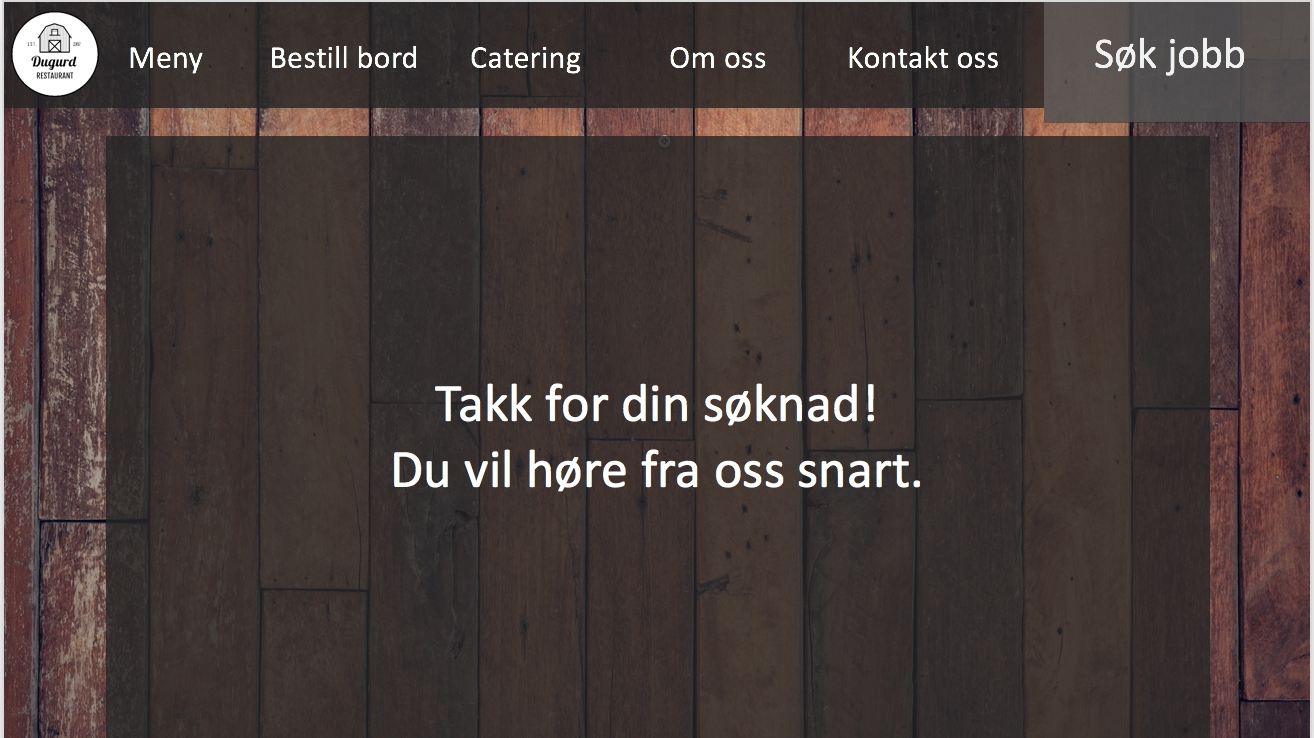 EST. 2007
Dugurd
RESTAURANT
Meny Bestill bord Catering Om oss Kontakt oss Søk jobb
Takk for din søknad!
Du vil høre fra oss snart.